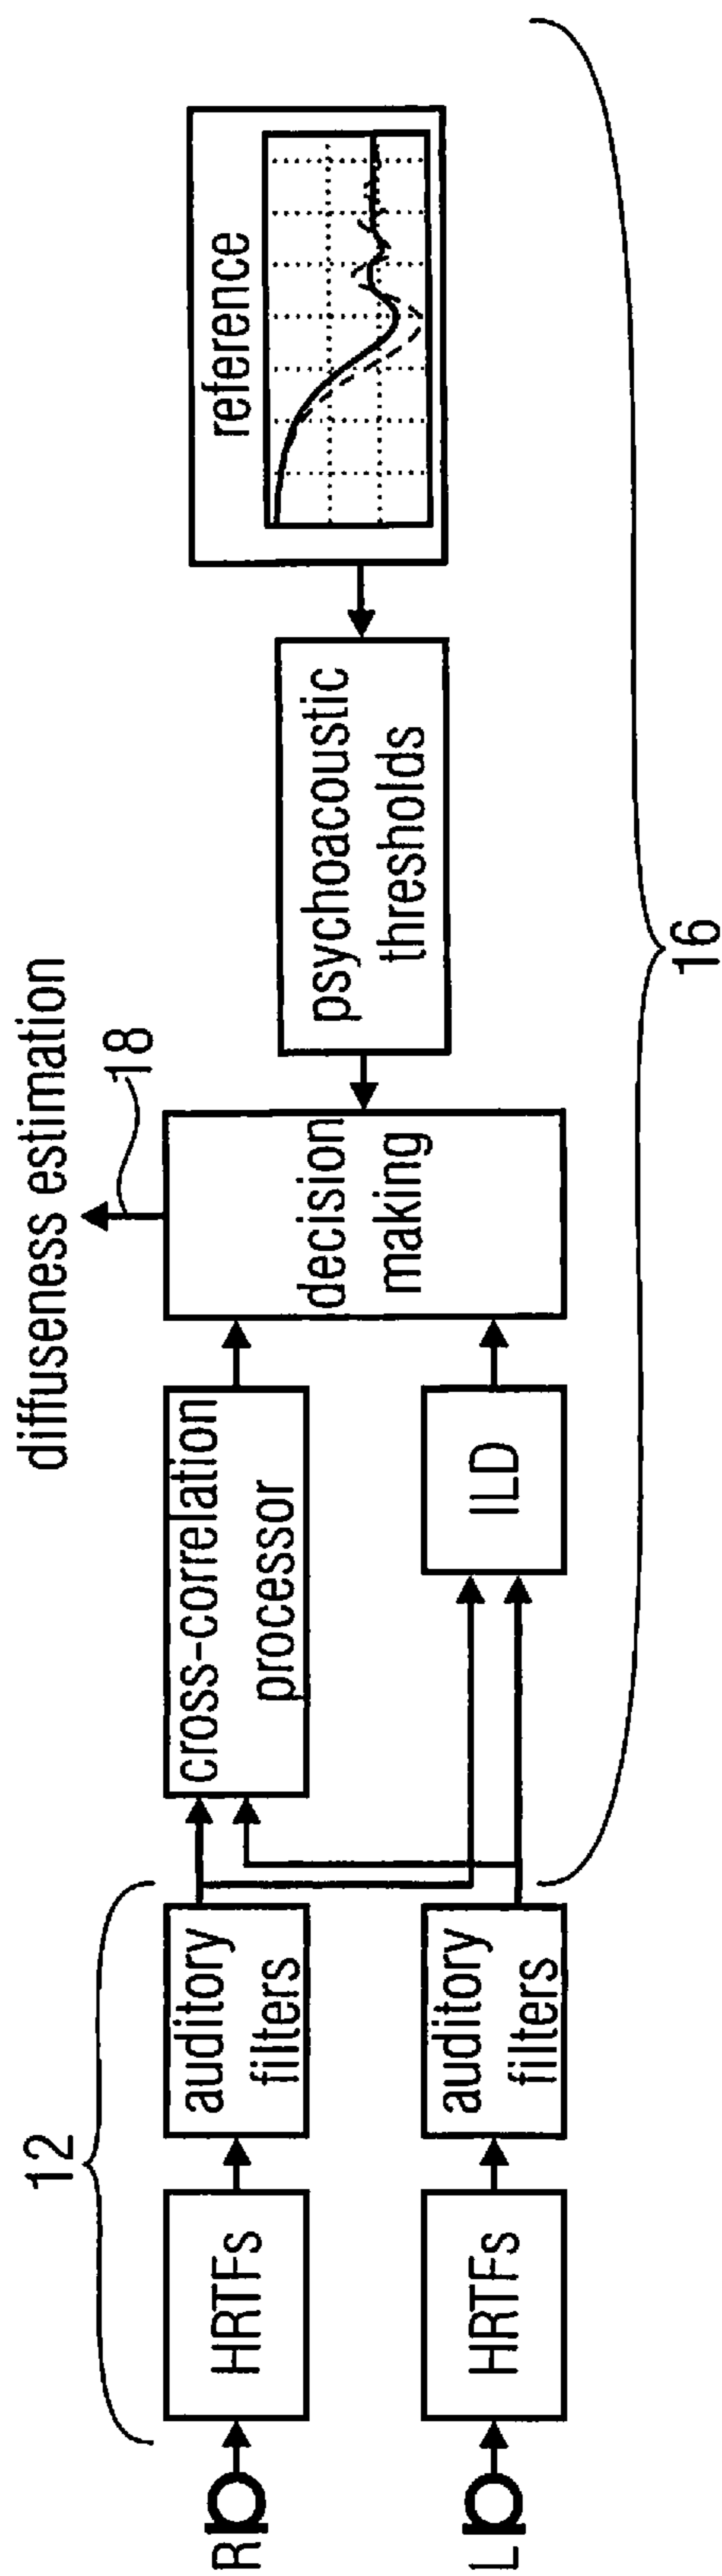 diffuseness estimation
12
18
R
HRTFs
auditory
filters
cross-correlation
processor
decision
making
psychoacoustic
thresholds
reference
L
HRTFs
auditory
filters
ILD
16